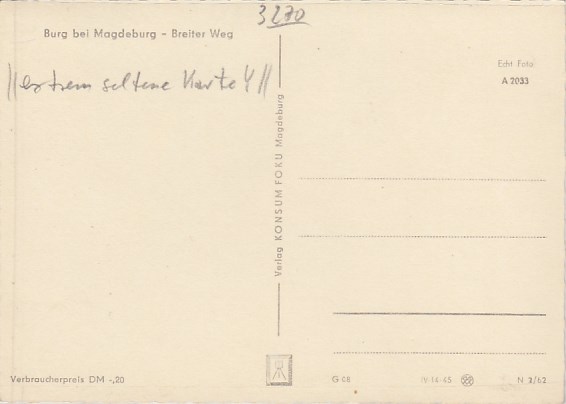 3270
Burg bei Magdeburg - Breiter Weg
Echt Foto
A 2033
//extrem seltene Karte!//
Verlag KONSUM FOKU Magdeburg
Verbraucherpreis DM -,20
G 08
IV-14-45
N 2/62